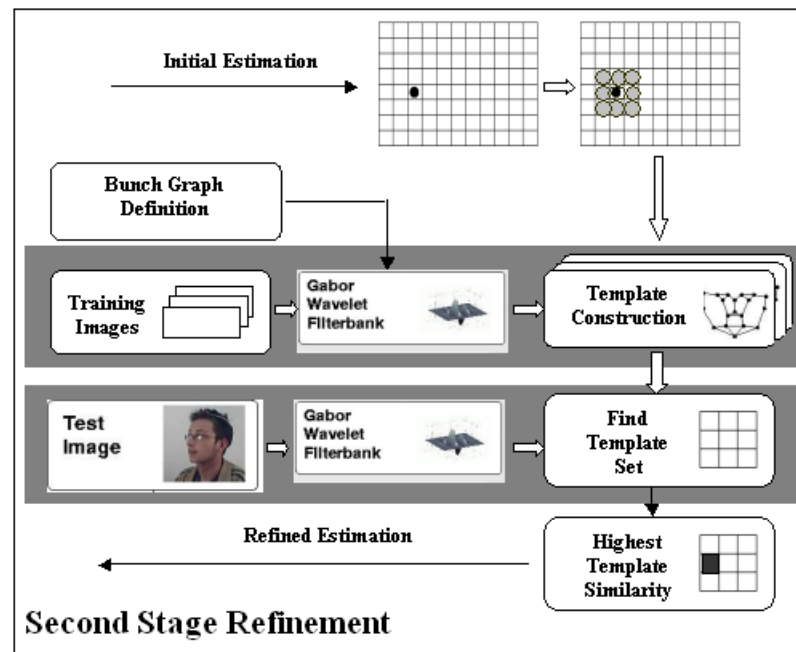 Initial Estimation
Bunch Graph
Definition
Training
Images
Gabor
Wavelet
Filterbank
Template
Construction
Test
Image
Gabor
Wavelet
Filterbank
Find
Template
Set
Refined Estimation
Highest
Template
Similarity
Second Stage Refinement